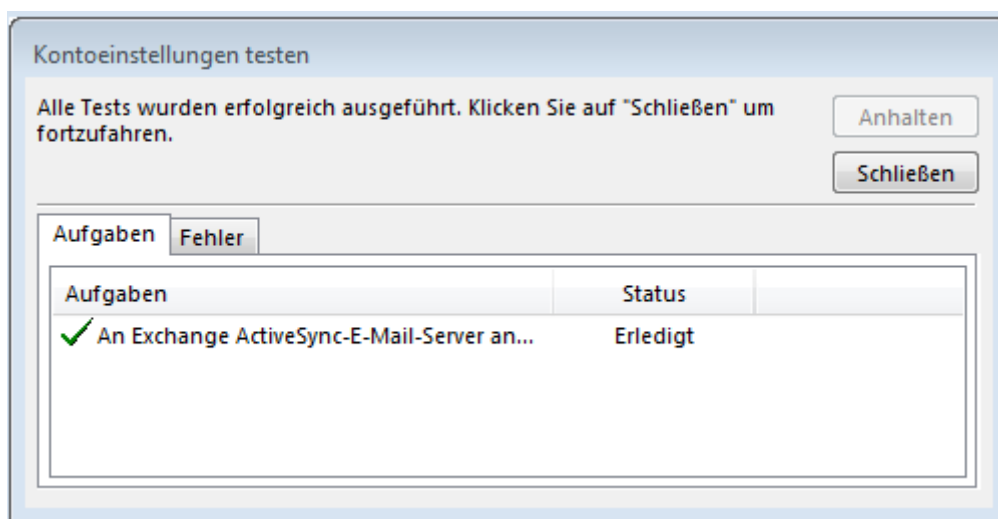 Kontoeinstellungen testen
Alle Tests wurden erfolgreich ausgeführt. Klicken Sie auf "Schließen" um
fortzufahren.
Anhalten
Schließen
Aufgaben
Fehler
Aufgaben Status
An Exchange ActiveSync-E-Mail-Server an... Erledigt